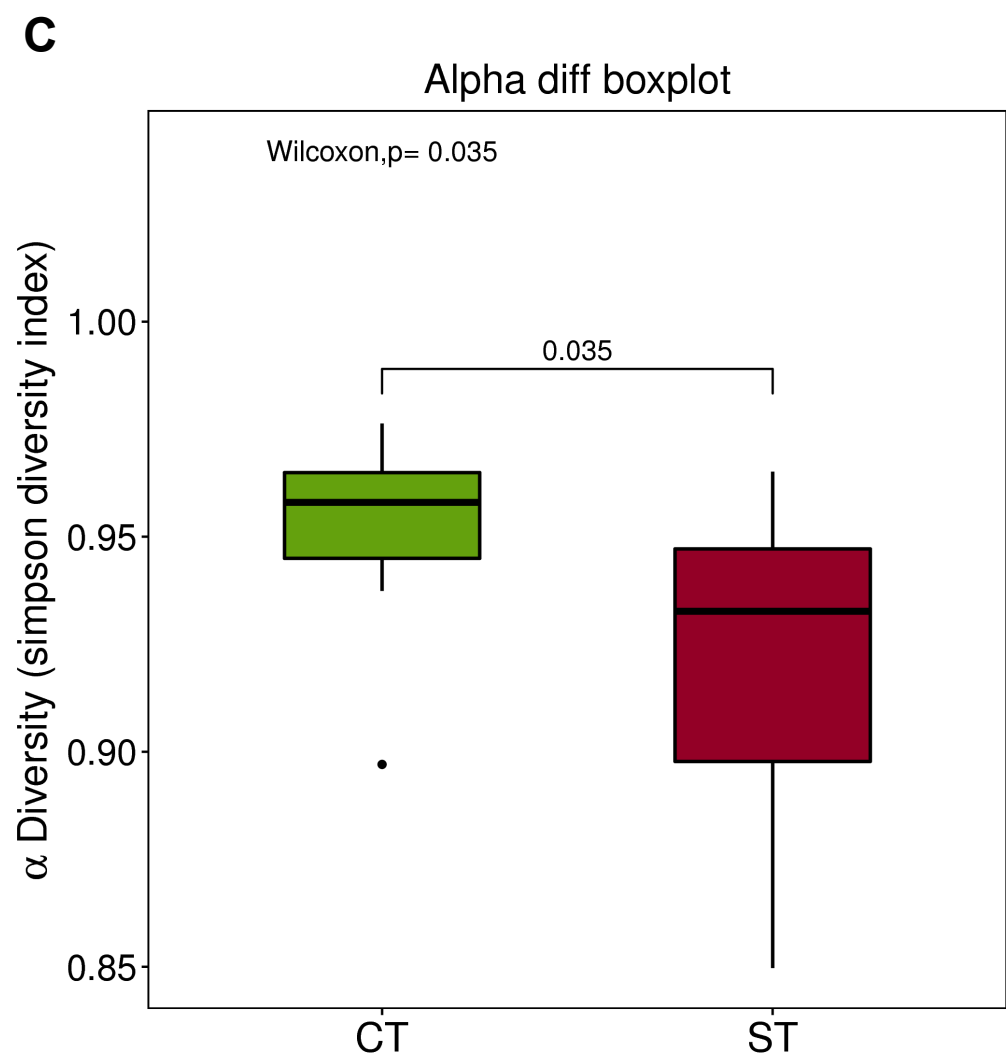 C
Alpha diff boxplot
Wilcoxon,p= 0.035
α Diversity (simpson diversity index)
1.00
0.035
0.95
0.90
0.85
CT ST